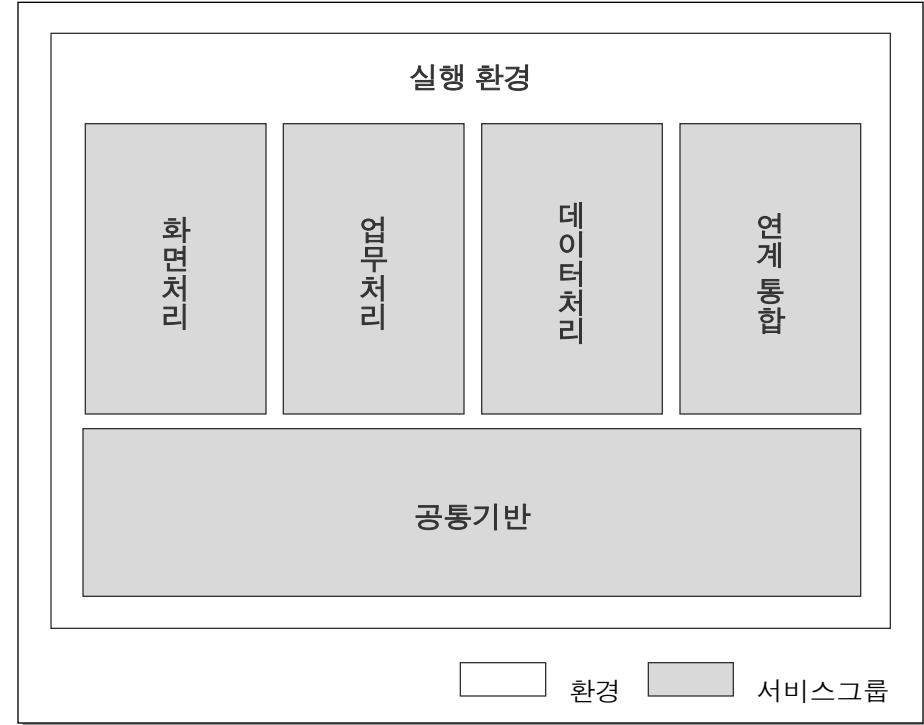 실행 환경
화면처리
업무처리
데이터처리
연계 통합
공통기반
환경
서비스그룹